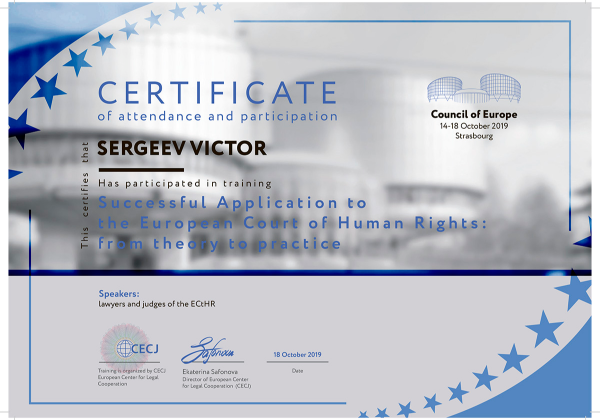 CERTIFICATE
of attendance and participation
This certifies that
SERGEEV VICTOR
Has participated in training
Successful Application to
the European Court of Human Rights:
from theory to practice
Council of Europe
14-18 October 2019
Strasbourg
Speakers:
lawyers and judges of the ECtHR
CECJ
Training is organized by CECJ
European Center for Legal
Cooperation
Safonova
Ekaterina Safonova
Director of European Center
for Legal Cooperation (CECJ)
18 October 2019
Date